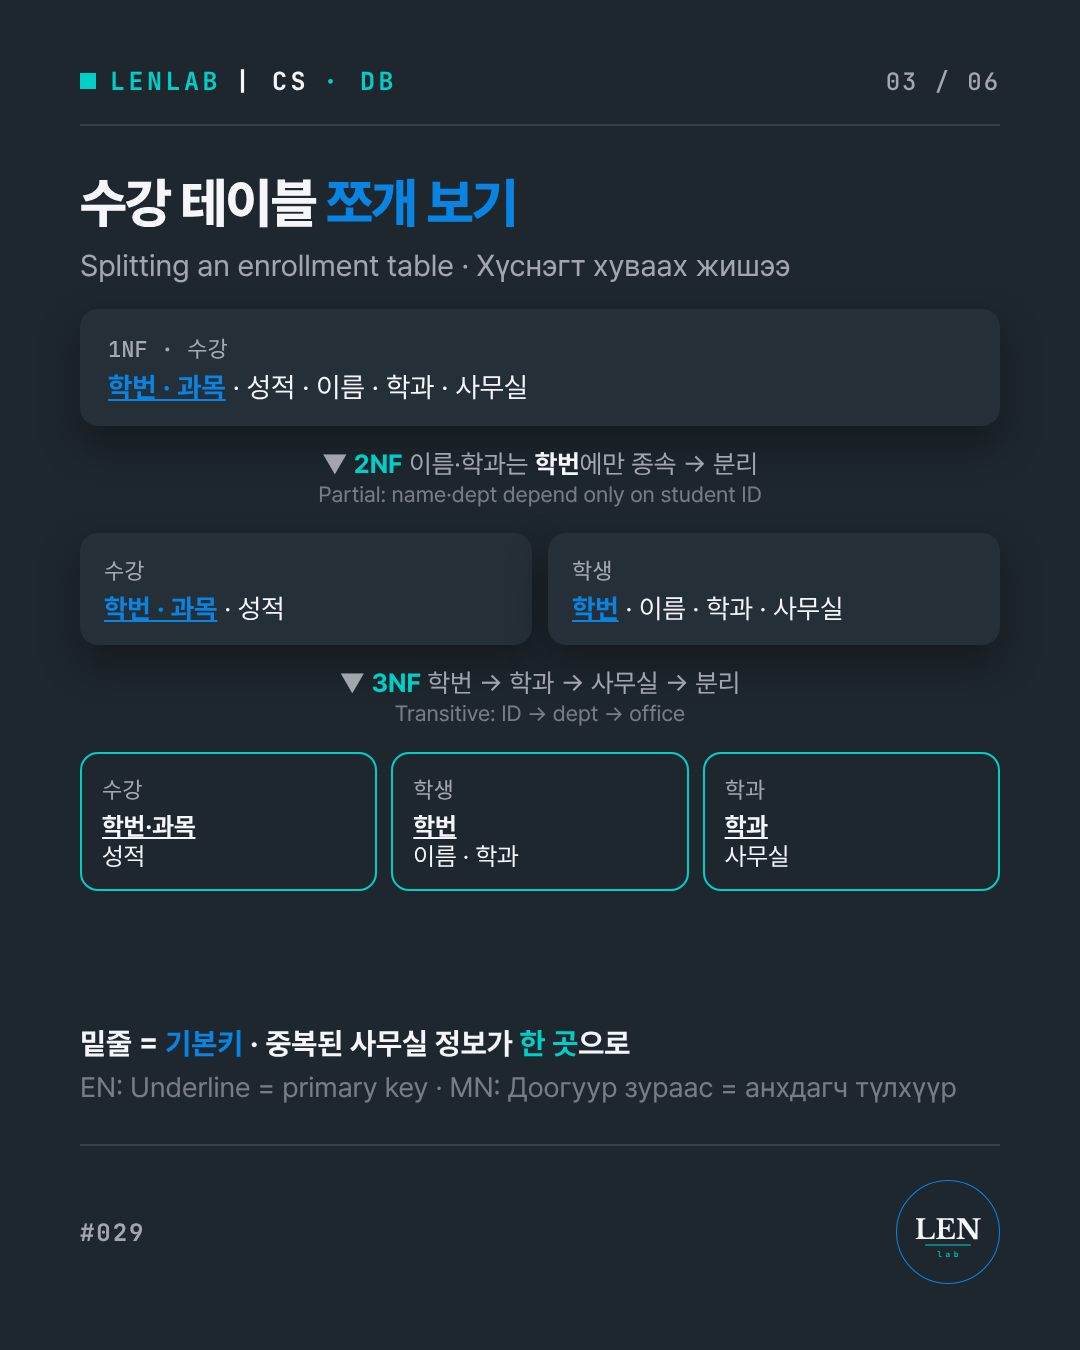 LENLAB | CS · DB
03 / 06
수강 테이블 쪼개 보기
Splitting an enrollment table · Хүснэгт хуваах жишээ
1NF · 수강
학번 · 과목 · 성적 · 이름 · 학과 · 사무실
▼ 2NF 이름·학과는 학번에만 종속 → 분리
Partial: name·dept depend only on student ID
수강
학번 · 과목 · 성적
학생
학번 · 이름 · 학과 · 사무실
▼ 3NF 학번 → 학과 → 사무실 → 분리
Transitive: ID → dept → office
수강
학번·과목
성적
학생
학번
이름 · 학과
학과
학과
사무실
밑줄 = 기본키 · 중복된 사무실 정보가 한 곳으로
EN: Underline = primary key · MN: Доогуур зураас = анхдагч түлхүүр
#029
LEN
lab